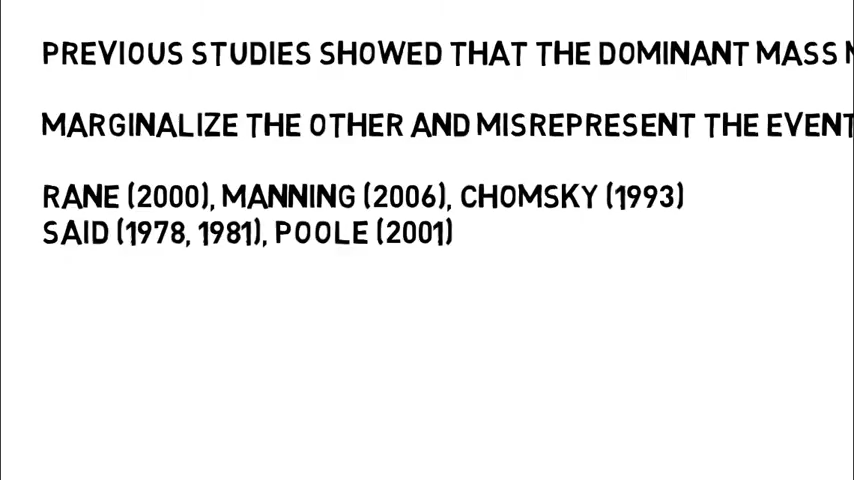 PREVIOUS STUDIES SHOWED THAT THE DOMINANT MASS
MARGINALIZE THE OTHER AND MISREPRESENT THE EVENT
RANE (2000), MANNING (2006), CHOMSKY (1993)
SAID (1978, 1981), POOLE (2001)